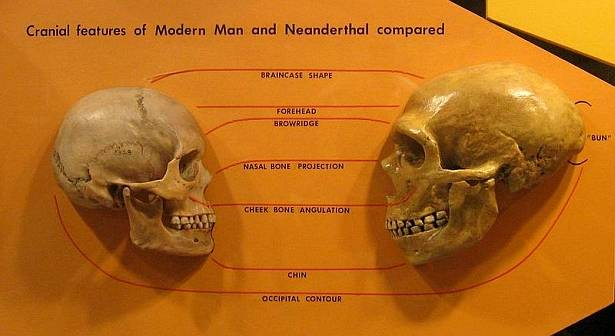 Cranial features of Modern Man and Neanderthal compared
BRAINCASE SHAPE
FOREHEAD
BROWRIDGE
"BUN"
NASAL BONE PROJECTION
CHEEK BONE ANGULATION
CHIN
OCCIPITAL CONTOUR